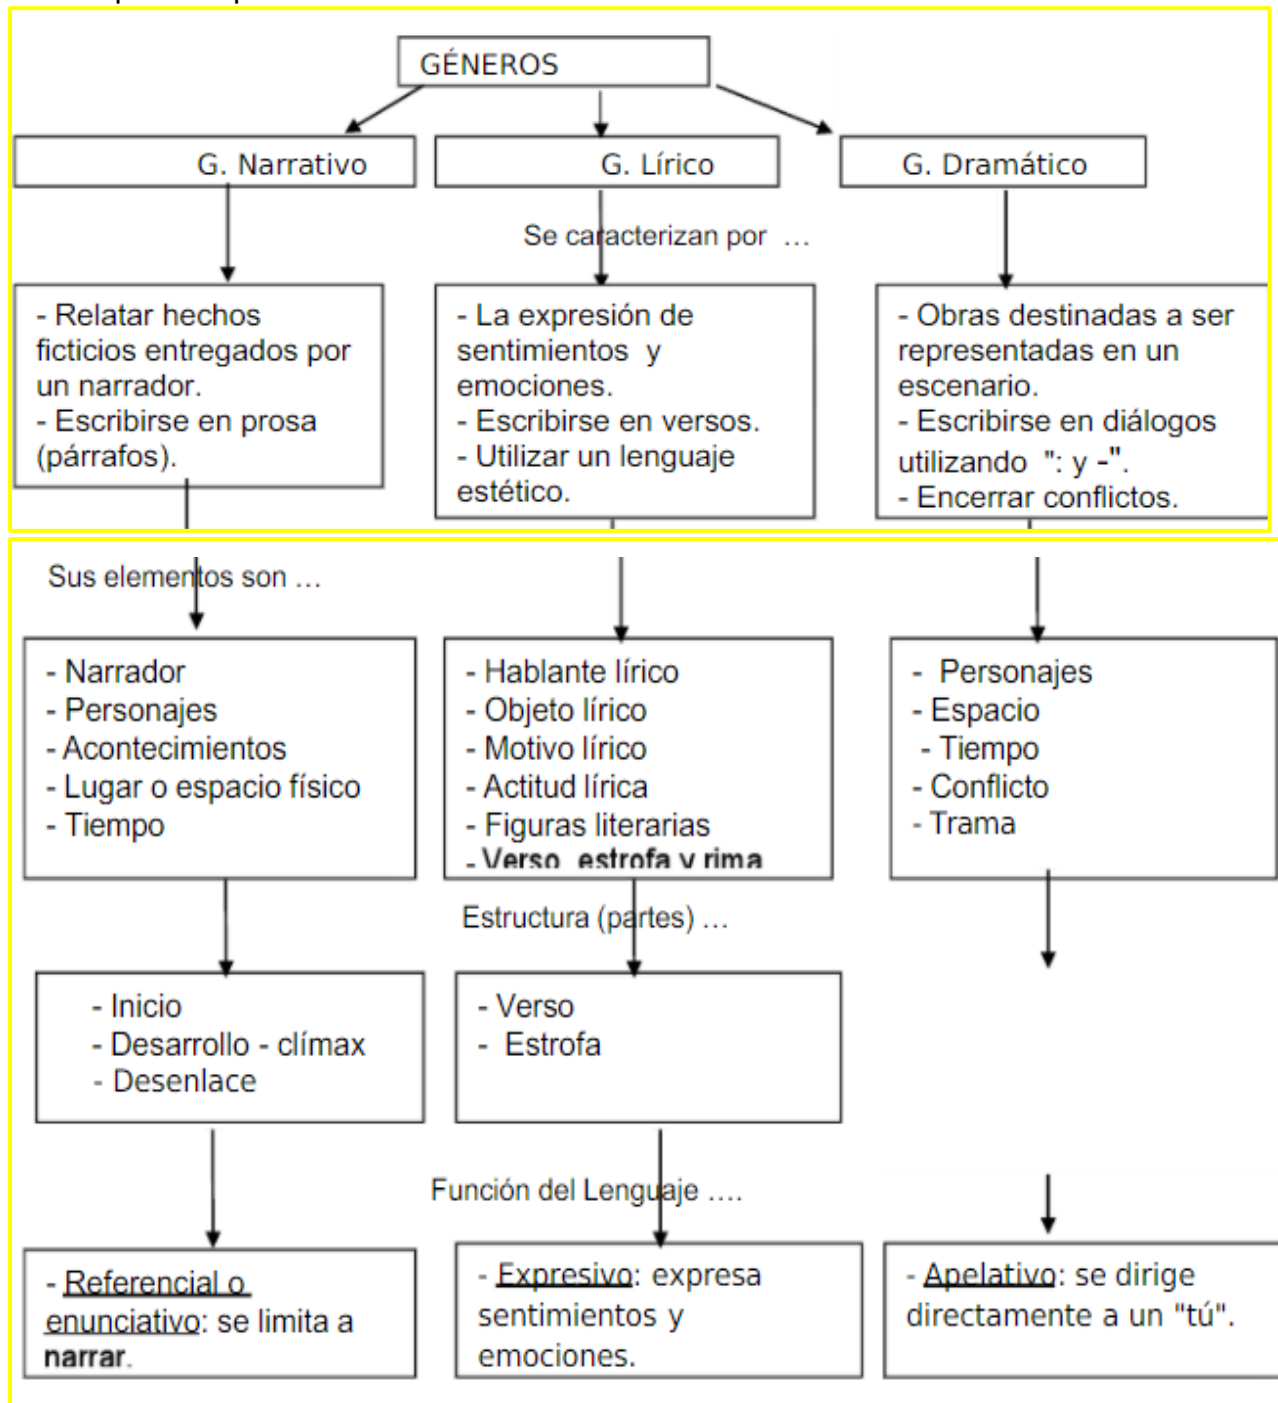 GÉNEROS
G. Narrativo
G. Lírico
G. Dramático
Se caracterizan por …
- Relatar hechos
ficticios entregados por
un narrador.
- Escribirse en prosa
(párrafos).
- La expresión de
sentimientos y
emociones.
- Escribirse en versos.
- Utilizar un lenguaje
estético.
- Obras destinadas a ser
representadas en un
escenario.
- Escribirse en diálogos
utilizando ": y -".
- Encerrar conflictos.
Sus elementos son …
- Narrador
- Personajes
- Acontecimientos
- Lugar o espacio físico
- Tiempo
- Hablante lírico
- Objeto lírico
- Motivo lírico
- Actitud lírica
- Figuras literarias
- Verso estrofa y rima
- Personajes
- Espacio
- Tiempo
- Conflicto
- Trama
Estructura (partes) …
- Inicio
- Desarrollo - clímax
- Desenlace
- Verso
- Estrofa
Función del Lenguaje ….
- Referencial o
enunciativo: se limita a
narrar.
- Expresivo: expresa
sentimientos y
emociones.
- Apelativo: se dirige
directamente a un "tú".